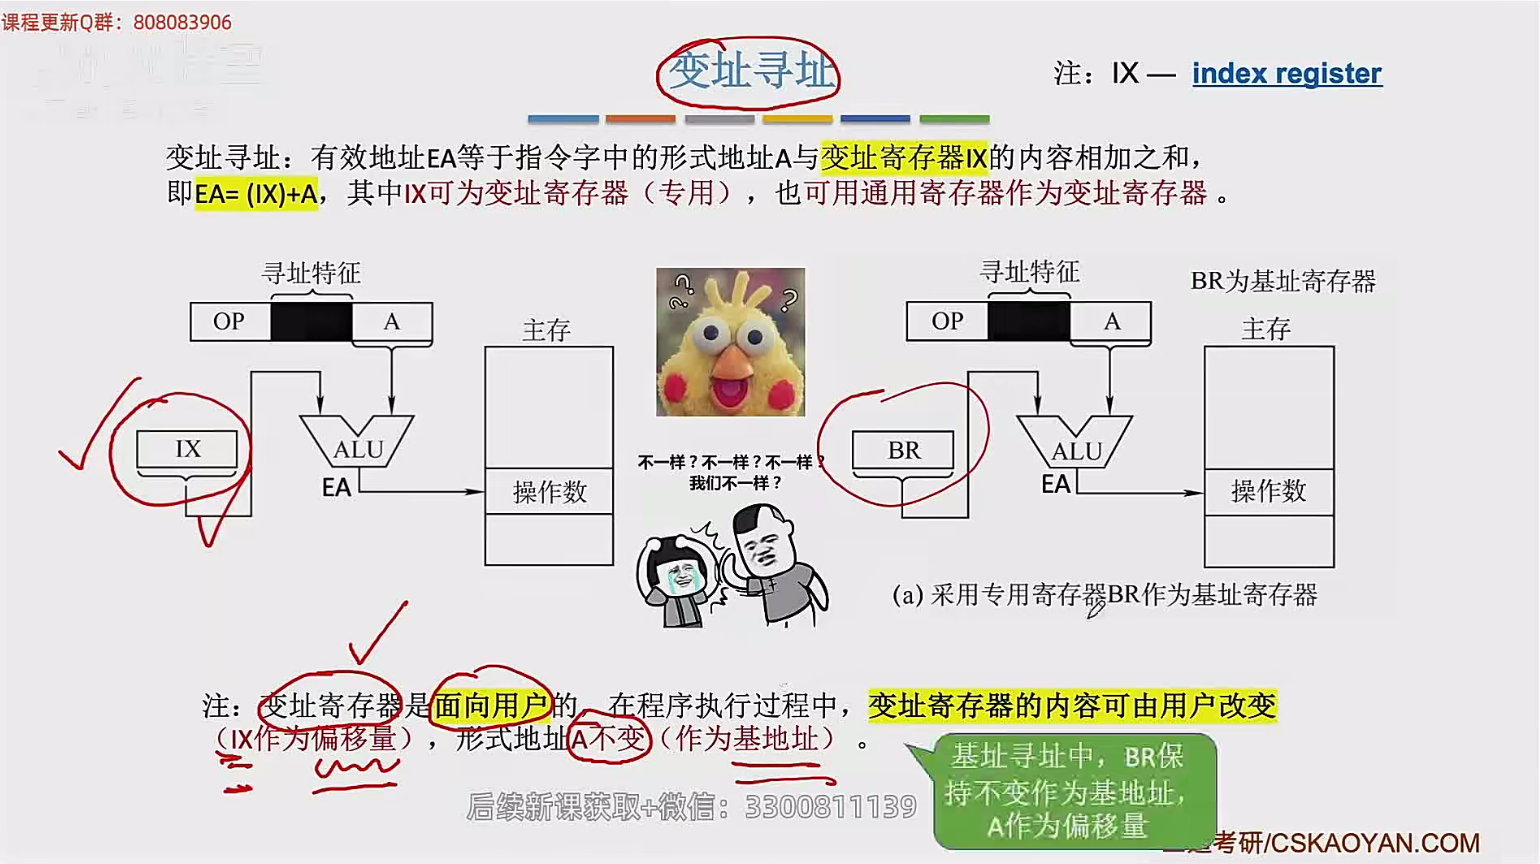 课程更新Q群：808083906
变址寻址
注：IX — index register
变址寻址：有效地址EA等于指令字中的形式地址A与变址寄存器IX的内容相加之和，
即EA= (IX)+A，其中IX可为变址寄存器（专用），也可用通用寄存器作为变址寄存器 。
寻址特征
OP
A
主存
IX
ALU
EA
操作数
? ? ?
不一样？不一样？不一样？
我们不一样？
寻址特征
BR为基址寄存器
OP
A
主存
BR
ALU
EA
操作数
(a) 采用专用寄存器BR作为基址寄存器
注：变址寄存器是面向用户的，在程序执行过程中，变址寄存器的内容可由用户改变
（IX作为偏移量），形式地址A不变（作为基地址） 。
基址寻址中，BR保
持不变作为基地址，
A作为偏移量
后续新课获取+微信：3300811139
考研/CSKAOYAN.COM